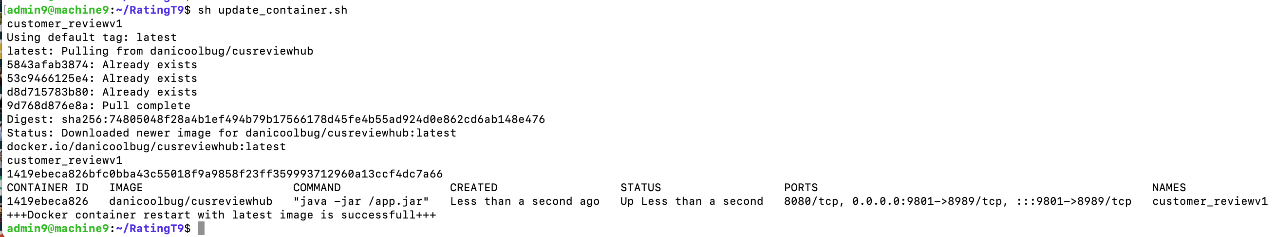 admin9@machine9:~/RatingT9$ sh update_container.sh
customer_reviewv1
Using default tag: latest
latest: Pulling from danicoolbug/cusreviewhub
5843afab3874: Already exists
53c9466125e4: Already exists
d8d715783b80: Already exists
9d768d876e8a: Pull complete
Digest: sha256:74805048f28a4b1ef494b79b17566178d45fe4b55ad924d0e862cd6ab148e476
Status: Downloaded newer image for danicoolbug/cusreviewhub:latest
docker.io/danicoolbug/cusreviewhub:latest
customer_reviewv1
1419ebeca826bfc0bba43c55018f9a9858f23ff359993712960a13ccf4dc7a66
CONTAINER ID   IMAGE                      COMMAND                CREATED                  STATUS                  PORTS                                                 NAMES
1419ebeca826   danicoolbug/cusreviewhub   "java -jar /app.jar"   Less than a second ago   Up Less than a second   8080/tcp, 0.0.0.0:9801->8989/tcp, :::9801->8989/tcp   customer_reviewv1
+++Docker container restart with latest image is successfull+++
admin9@machine9:~/RatingT9$